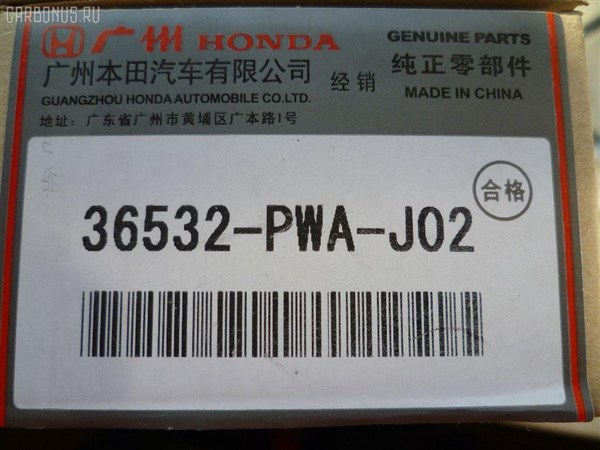 CARBONUS.RU
广州 HONDA
GENUINE PARTS
广州本田汽车有限公司 经销 纯正零部件
GUANGZHOU HONDA AUTOMOBILE CO.LTD.
MADE IN CHINA
地址：广东省广州市黄埔区广本路1号
合格
36532-PWA-J02